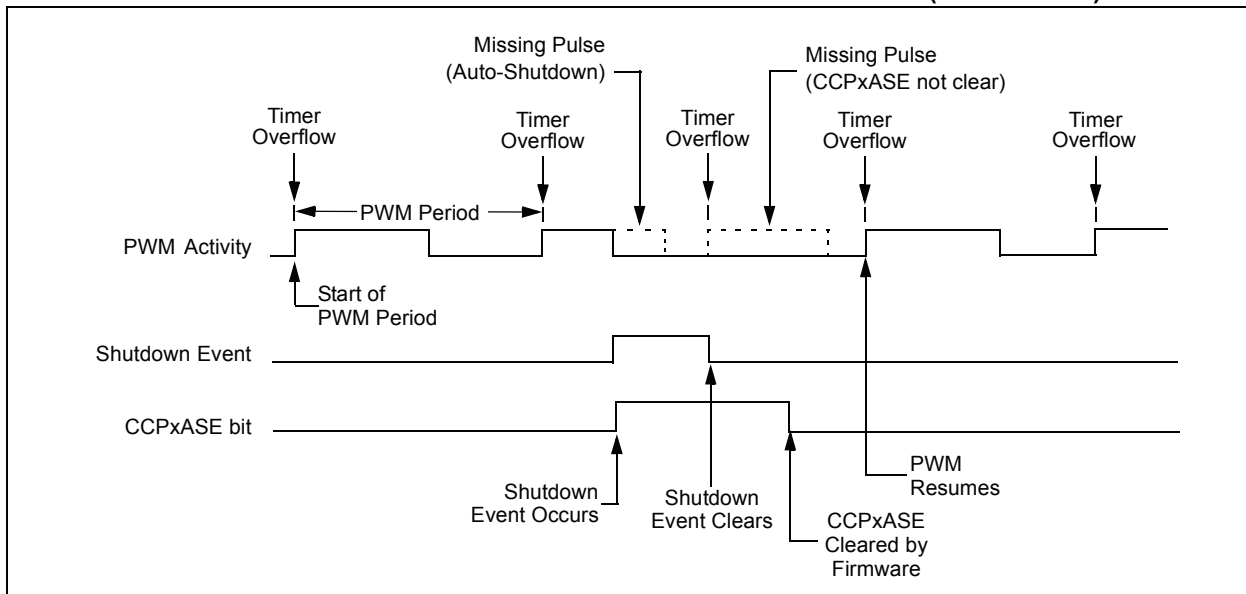 Missing Pulse
(Auto-Shutdown)
Missing Pulse
(CCPxASE not clear)
Timer
Overflow
Timer
Overflow
Timer
Overflow
Timer
Overflow
Timer
Overflow
PWM Period
PWM Activity
Start of
PWM Period
Shutdown Event
CCPxASE bit
Shutdown
Event Occurs
Shutdown
Event Clears
CCPxASE
Cleared by
Firmware
PWM
Resumes